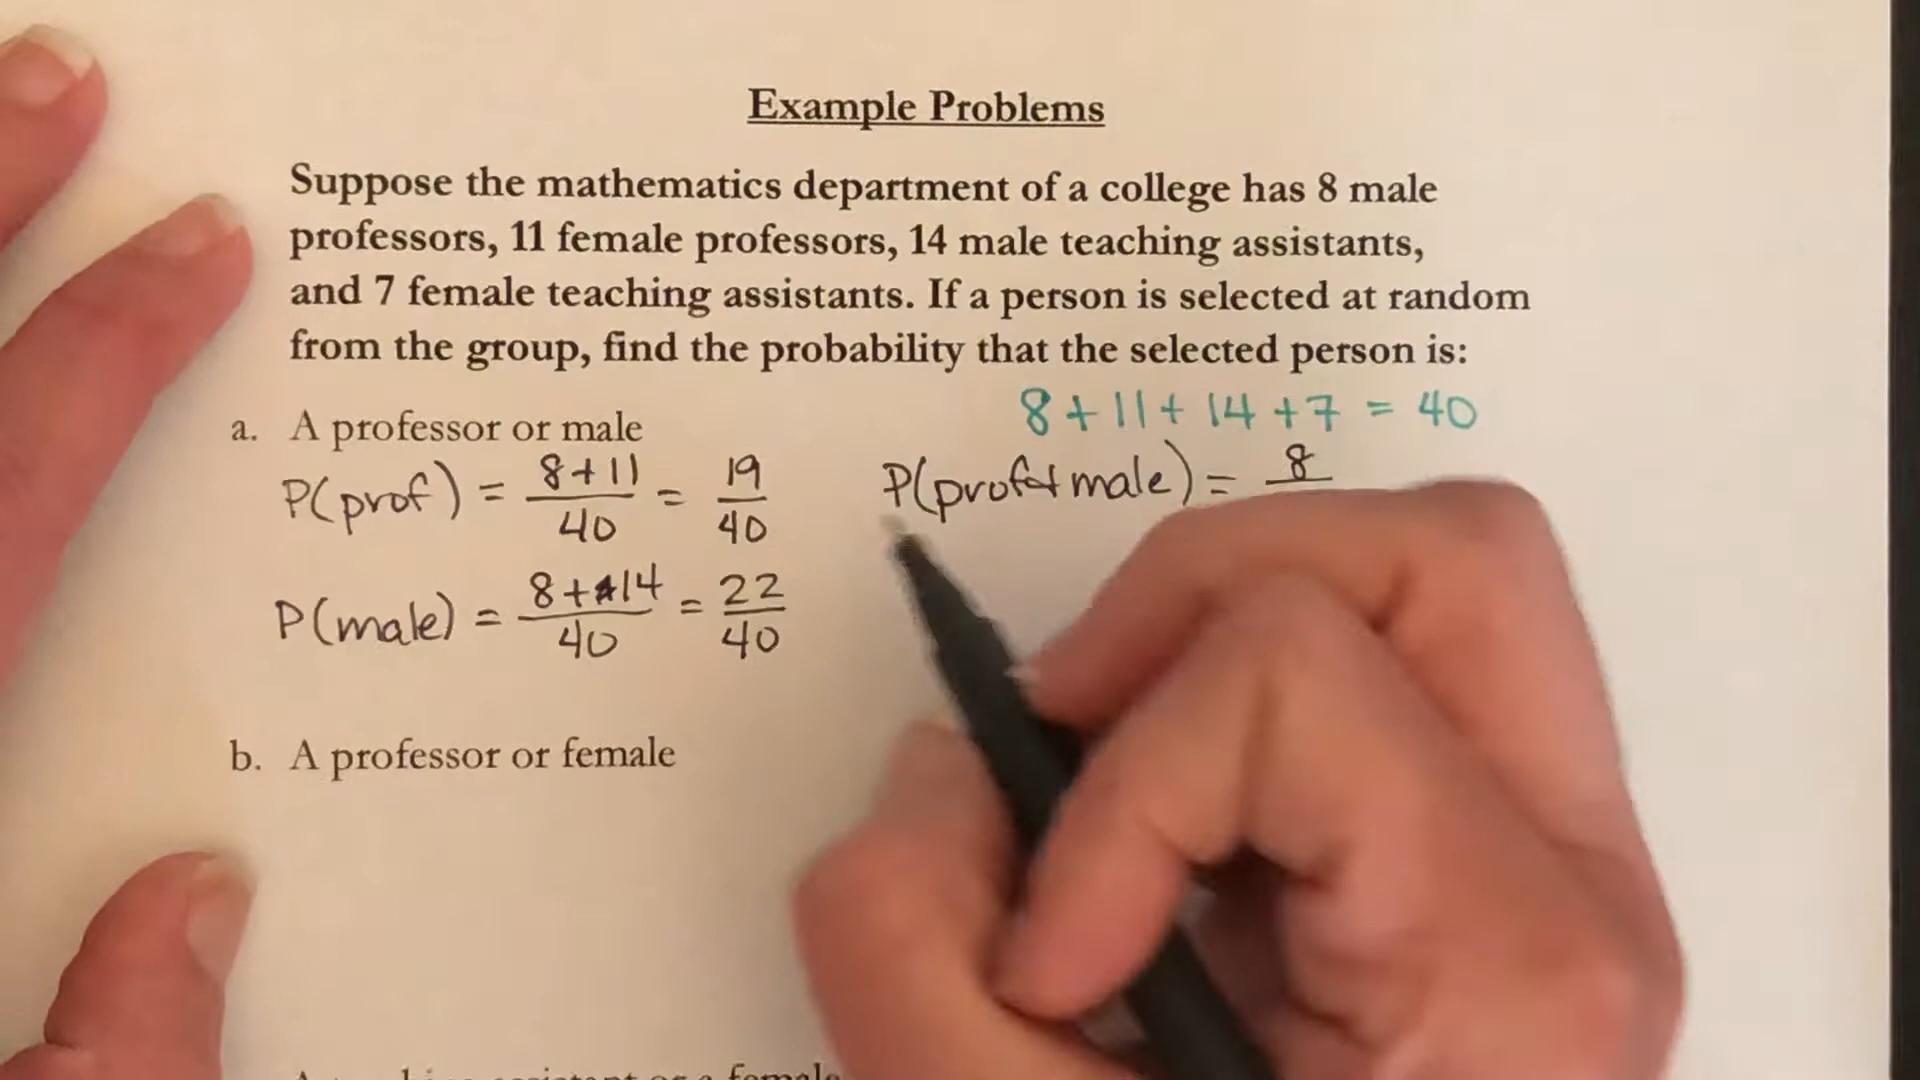 Example Problems
Suppose the mathematics department of a college has 8 male
professors, 11 female professors, 14 male teaching assistants,
and 7 female teaching assistants. If a person is selected at random
from the group, find the probability that the selected person is:
8 + 11 + 14 + 7 = 40
a. A professor or male
P(prof) = 8+11 / 40 = 19 / 40
P(male) = 8+14 / 40 = 22 / 40
P(prof + male) = 8
b. A professor or female
or a female